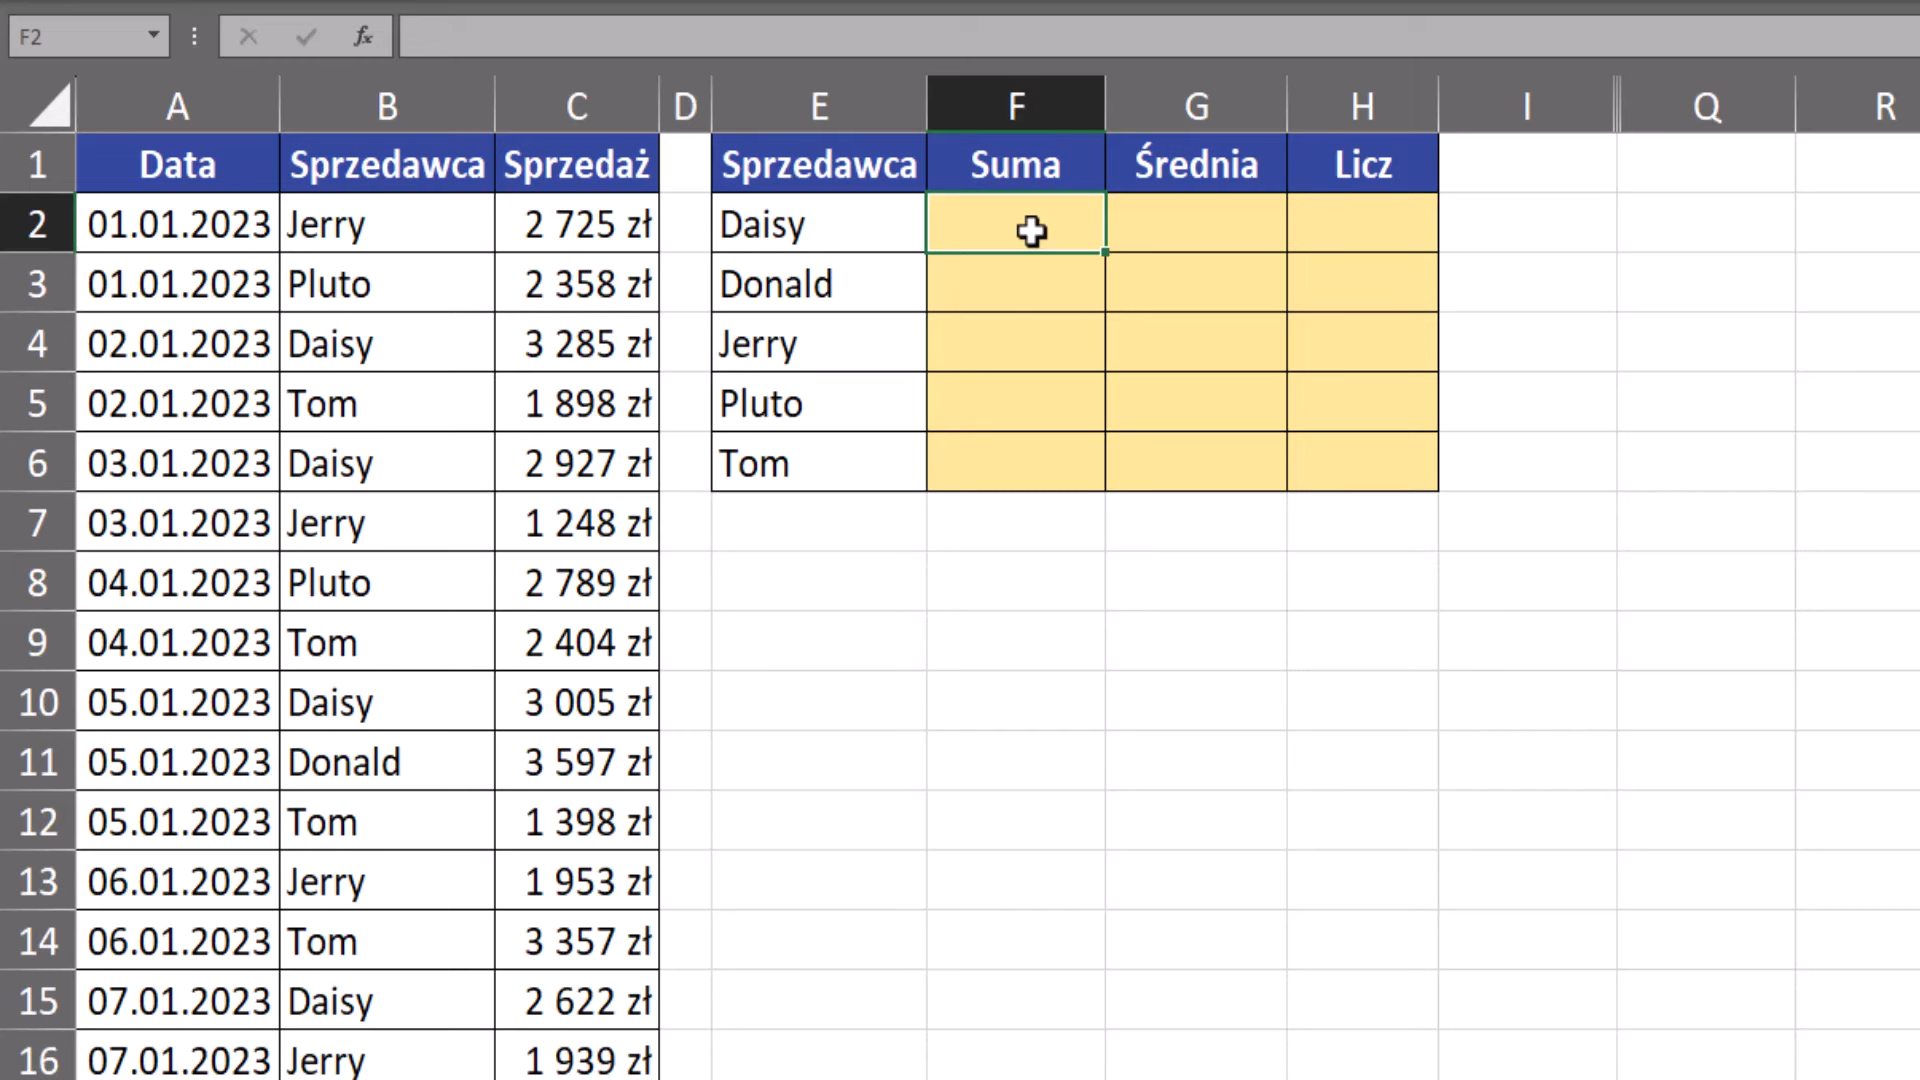 F2 fx
A B C D E F G H I Q R
1 Data Sprzedawca Sprzedaż Sprzedawca Suma Średnia Licz
2 01.01.2023 Jerry 2 725 zł Daisy
3 01.01.2023 Pluto 2 358 zł Donald
4 02.01.2023 Daisy 3 285 zł Jerry
5 02.01.2023 Tom 1 898 zł Pluto
6 03.01.2023 Daisy 2 927 zł Tom
7 03.01.2023 Jerry 1 248 zł
8 04.01.2023 Pluto 2 789 zł
9 04.01.2023 Tom 2 404 zł
10 05.01.2023 Daisy 3 005 zł
11 05.01.2023 Donald 3 597 zł
12 05.01.2023 Tom 1 398 zł
13 06.01.2023 Jerry 1 953 zł
14 06.01.2023 Tom 3 357 zł
15 07.01.2023 Daisy 2 622 zł
16 07.01.2023 Jerry 1 939 zł